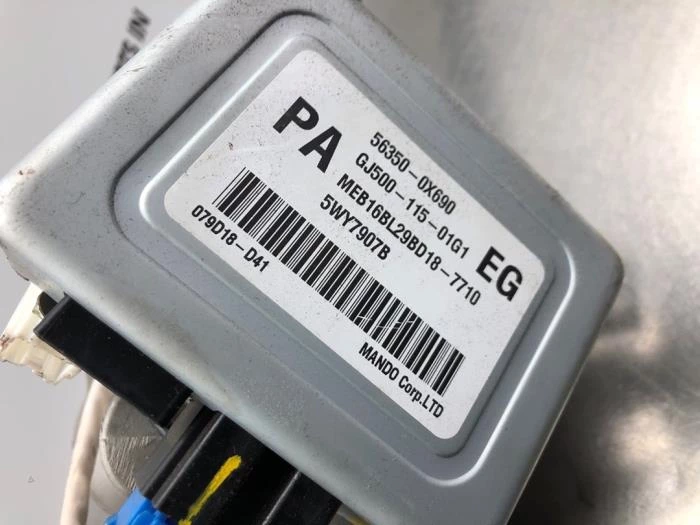 PA
56350-0X690
GJ500-115-01G1
MEB16BL29BD18-7710
5WY7907B
EG
079D18-D41
MANDO Corp.LTD